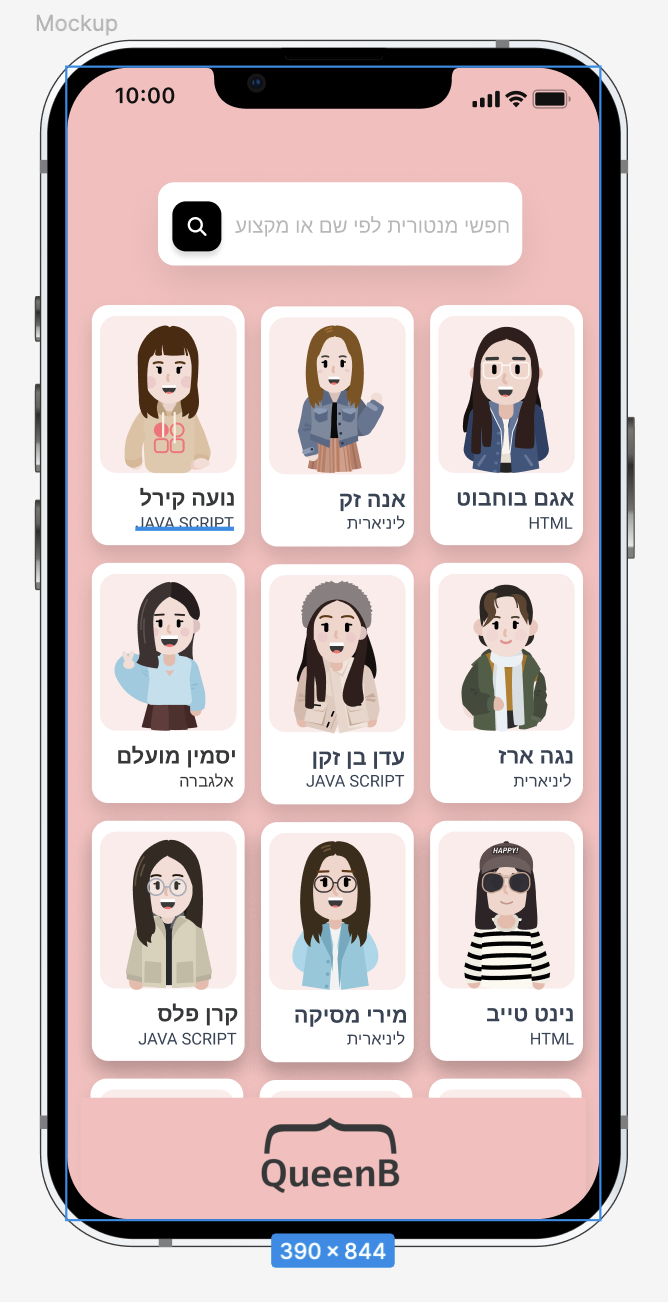 Mockup
10:00
חפשי מנטורית לפי שם או מקצוע
אגם בוחבוט
HTML
אנה זק
ליניארית
נועה קירל
JAVA SCRIPT
נגה ארז
ליניארית
עדן בן זקן
JAVA SCRIPT
יסמין מועלם
אלגברה
HAPPY!
נינט טייב
HTML
מירי מסיקה
ליניארית
קרן פלס
JAVA SCRIPT
QueenB
390 × 844